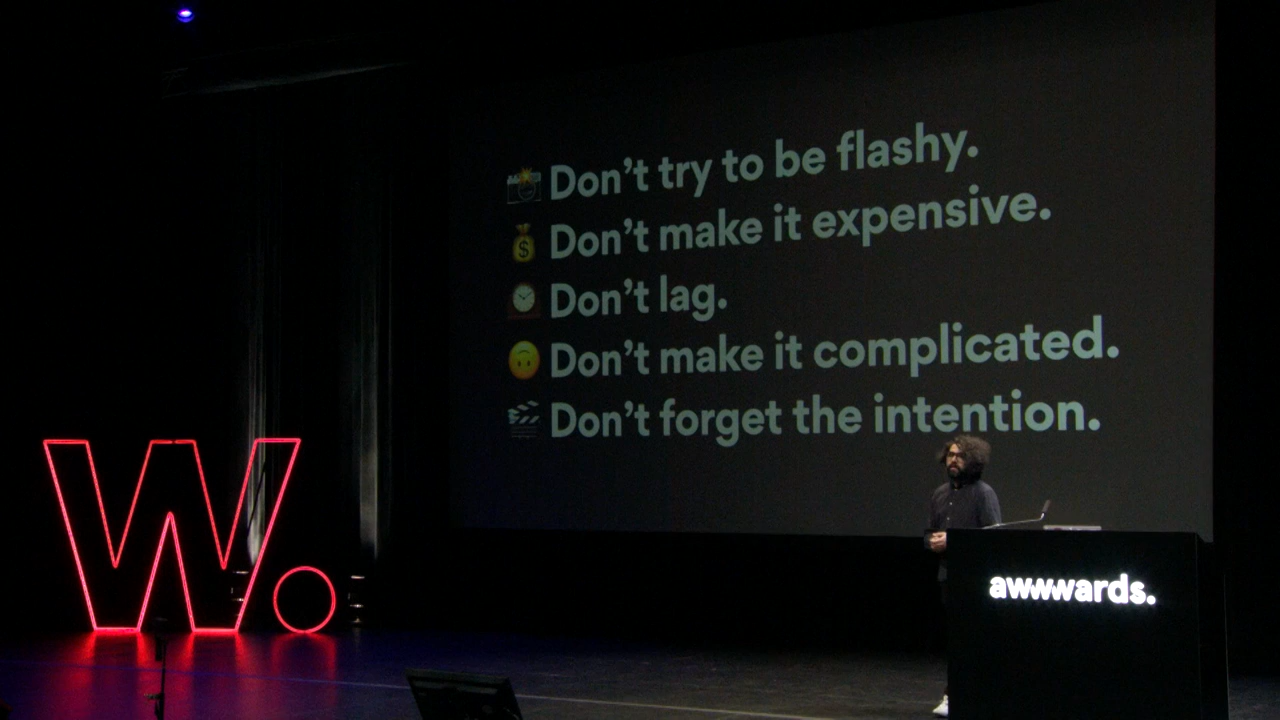 Don't try to be flashy.
Don't make it expensive.
Don't lag.
Don't make it complicated.
Don't forget the intention.
W.
awwwards.